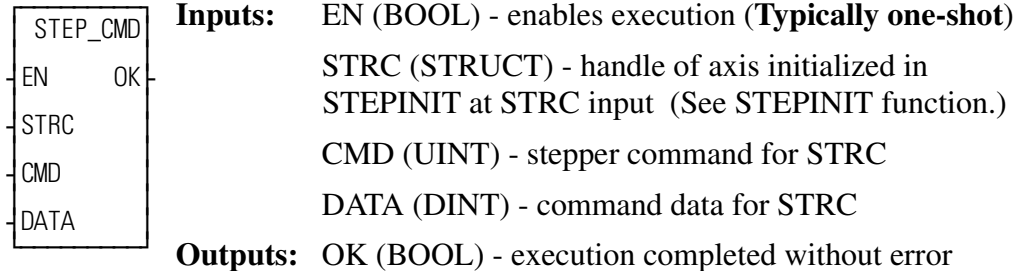 STEP_CMD
EN OK
STRC
CMD
DATA
Inputs: EN (BOOL) - enables execution (Typically one-shot)
STRC (STRUCT) - handle of axis initialized in
STEPINIT at STRC input (See STEPINIT function.)
CMD (UINT) - stepper command for STRC
DATA (DINT) - command data for STRC
Outputs: OK (BOOL) - execution completed without error